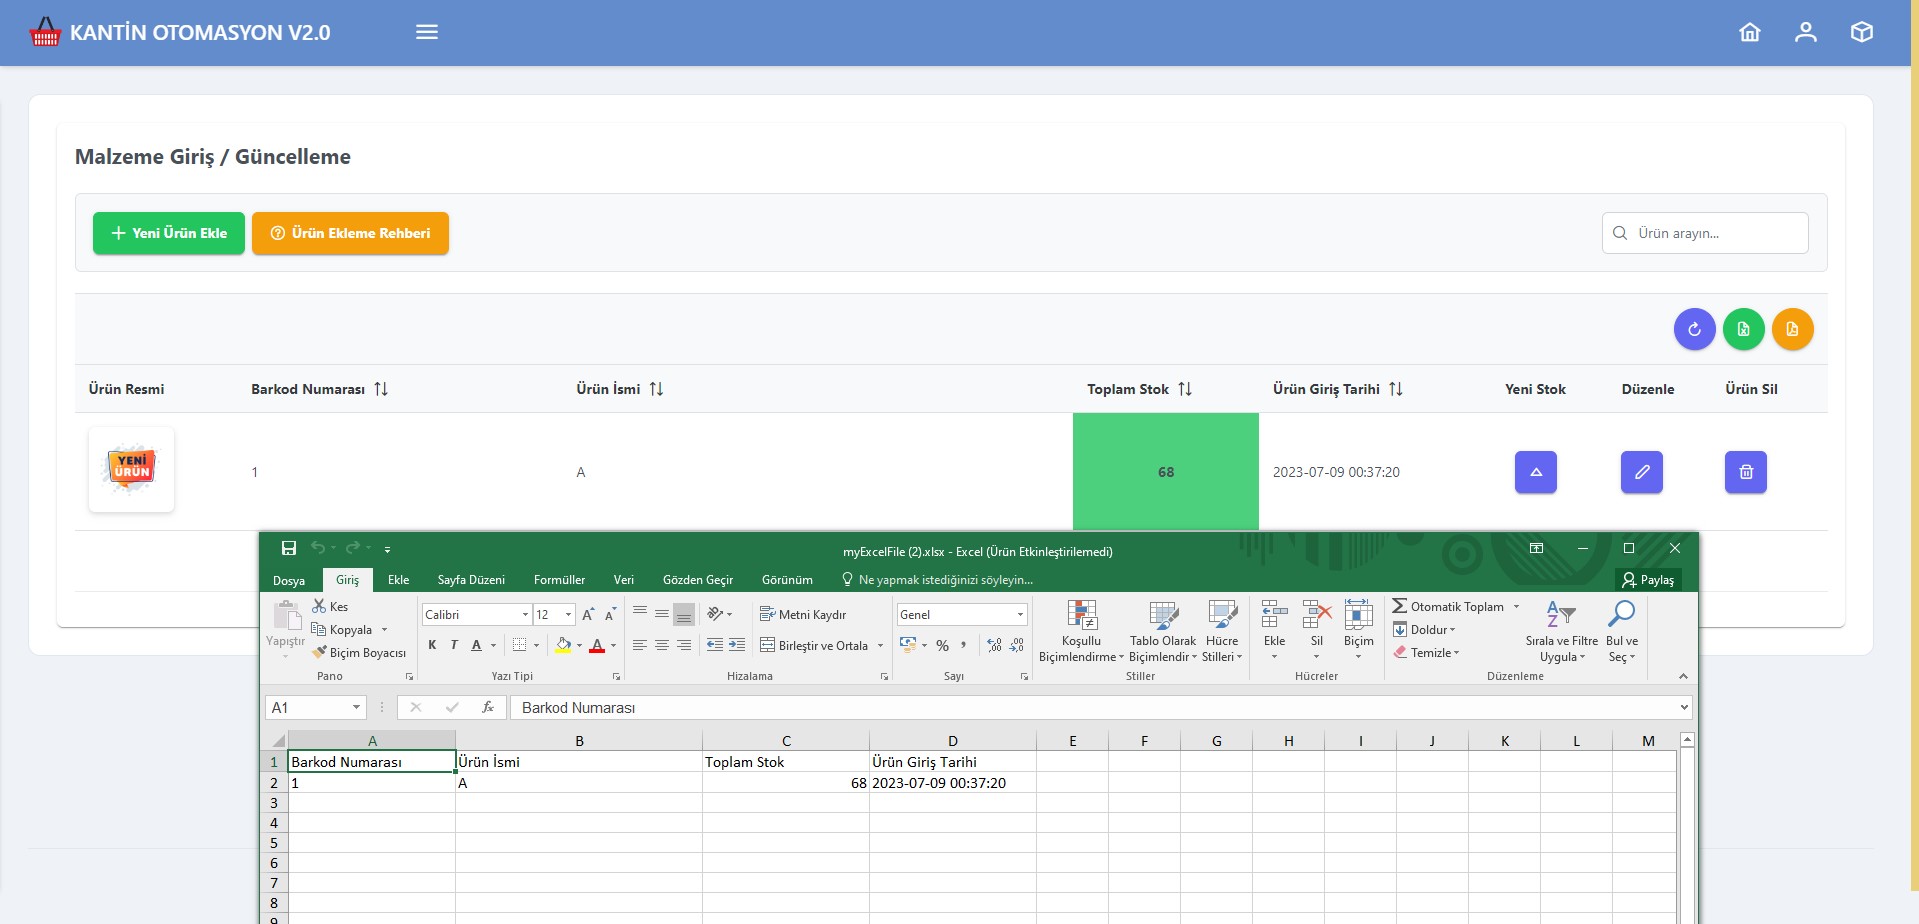 KANTİN OTOMASYON V2.0
Malzeme Giriş / Güncelleme
Yeni Ürün Ekle
Ürün Ekleme Rehberi
Ürün arayın...
Ürün Resmi Barkod Numarası Ürün İsmi Toplam Stok Ürün Giriş Tarihi Yeni Stok Düzenle Ürün Sil
YENİ
ÜRÜN
1 A 68 2023-07-09 00:37:20
myExcelFile (2).xlsx - Excel (Ürün Etkinleştirilemedi)
Dosya Giriş Ekle Sayfa Düzeni Formüller Veri Gözden Geçir Görünüm Ne yapmak istediğinizi söyleyin... Paylaş
Yapıştır
Kes
Kopyala
Biçim Boyacısı
Pano
Calibri 12
K T A
Yazı Tipi
Metni Kaydır
Birleştir ve Ortala
Hizalama
Genel
%
Sayı
Koşullu
Biçimlendirme
Tablo Olarak
Biçimlendir
Hücre
Stilleri
Stiller
Ekle
Sil
Biçim
Hücreler
Otomatik Toplam
Doldur
Temizle
Sırala ve Filtre
Uygula
Bul ve
Seç
Düzenleme
A1 fx Barkod Numarası
A B C D E F G H I J K L M
1 Barkod Numarası Ürün İsmi Toplam Stok Ürün Giriş Tarihi
2 1 A 68 2023-07-09 00:37:20
3
4
5
6
7
8
9